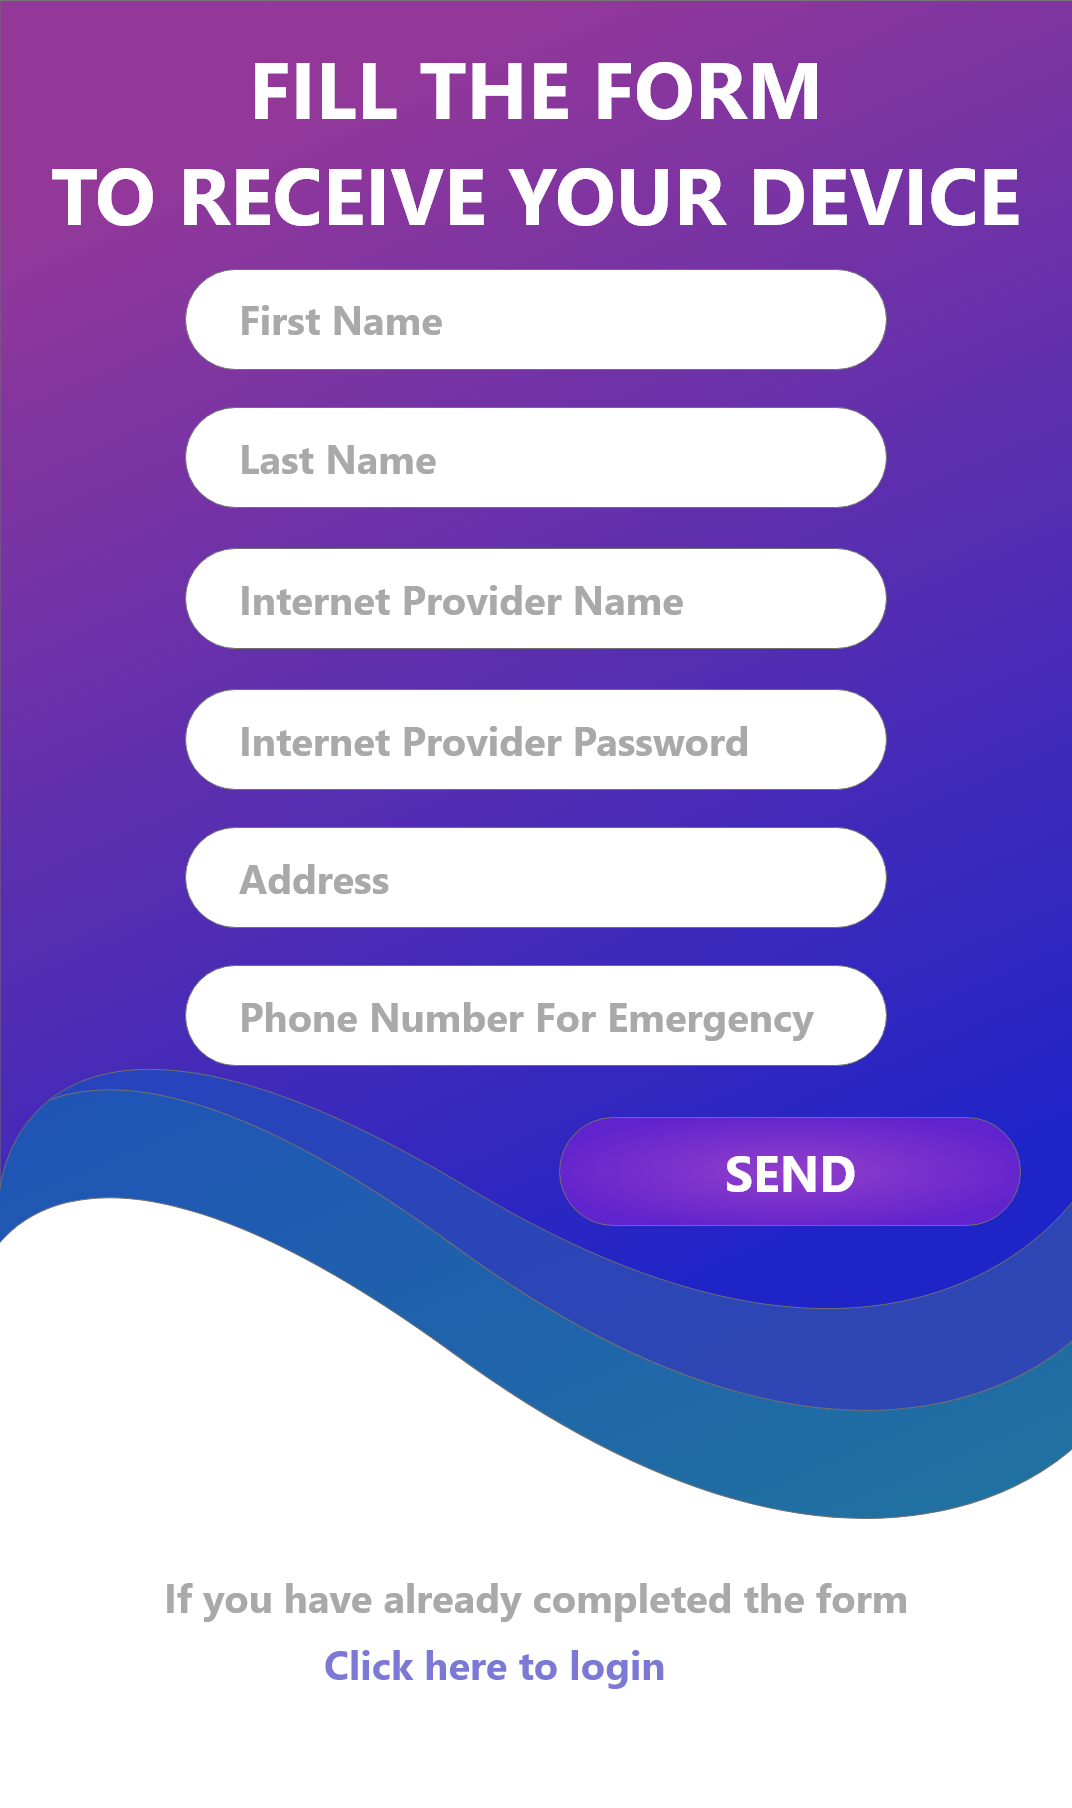 FILL THE FORM
TO RECEIVE YOUR DEVICE
First Name
Last Name
Internet Provider Name
Internet Provider Password
Address
Phone Number For Emergency
SEND
If you have already completed the form
Click here to login